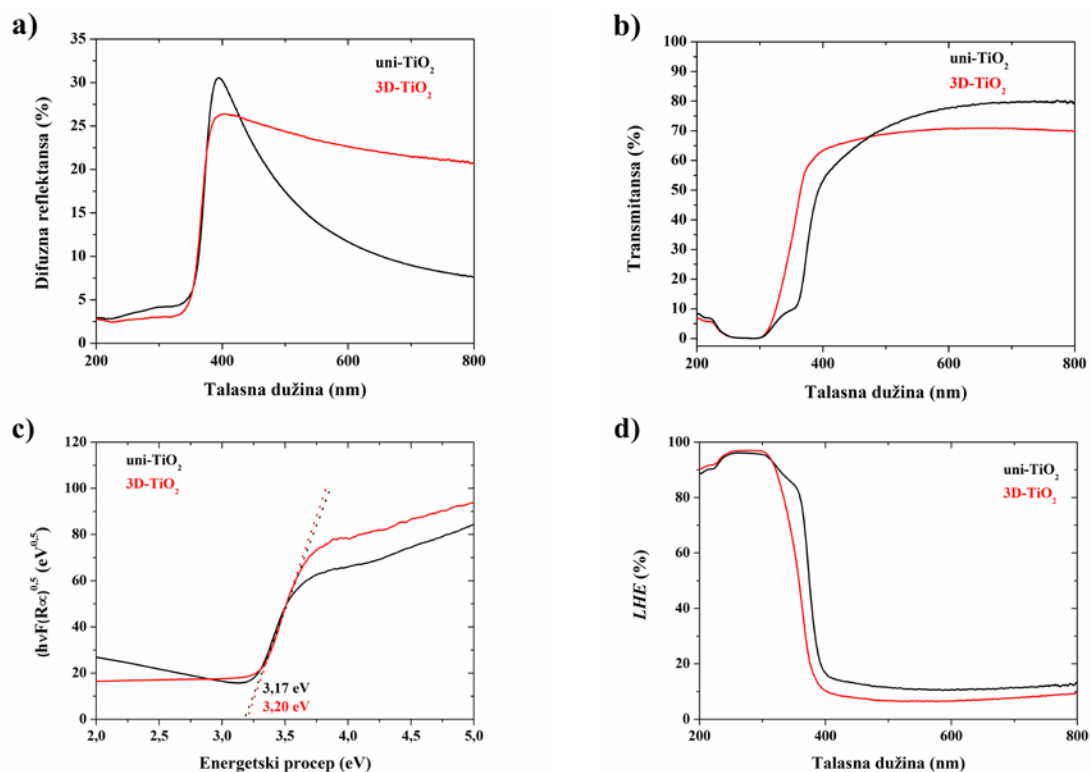 a)
35
30
25
20
15
10
5
0
Difuzna reflektansa (%)
uni-TiO₂
3D-TiO₂
200 400 600 800
Talasna dužina (nm)
b)
100
90
80
70
60
50
40
30
20
10
0
Transmitansa (%)
uni-TiO₂
3D-TiO₂
200 400 600 800
Talasna dužina (nm)
c)
120
100
80
60
40
20
0
(hνF(R∝)^0,5 (eV^0,5)
uni-TiO₂
3D-TiO₂
3,17 eV
3,20 eV
2,0 2,5 3,0 3,5 4,0 4,5 5,0
Energetski procep (eV)
d)
100
80
60
40
20
0
LHE (%)
uni-TiO₂
3D-TiO₂
200 400 600 800
Talasna dužina (nm)